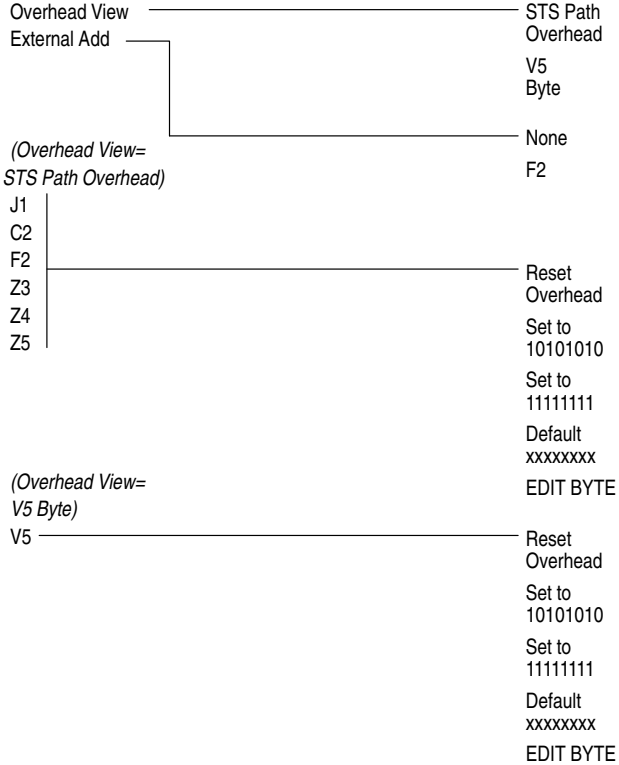 Overhead View
External Add
STS Path
Overhead
V5
Byte
None
F2
(Overhead View=
STS Path Overhead)
J1
C2
F2
Z3
Z4
Z5
Reset
Overhead
Set to
10101010
Set to
11111111
Default
xxxxxxxx
EDIT BYTE
(Overhead View=
V5 Byte)
V5
Reset
Overhead
Set to
10101010
Set to
11111111
Default
xxxxxxxx
EDIT BYTE